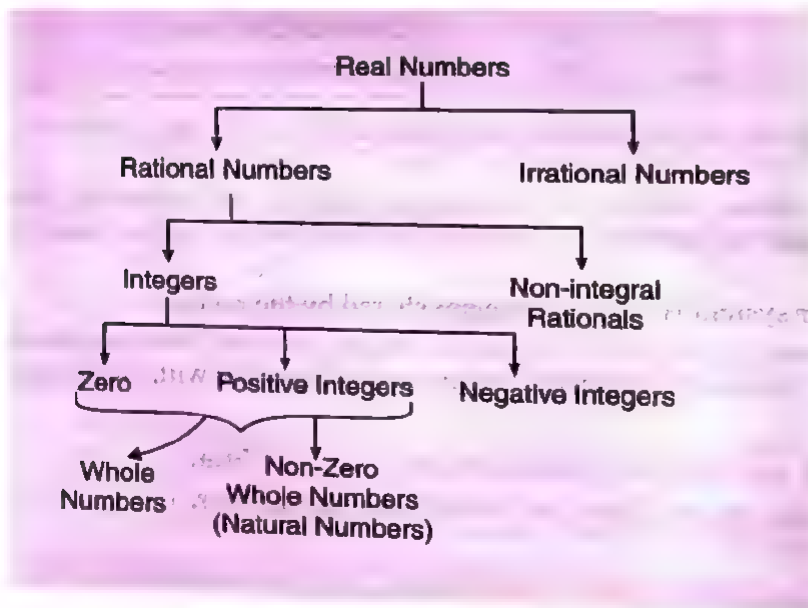 Real Numbers
Rational Numbers
Irrational Numbers
Integers
Non-integral
Rationals
Zero
Positive Integers
Negative Integers
Whole
Numbers
Non-Zero
Whole Numbers
(Natural Numbers)